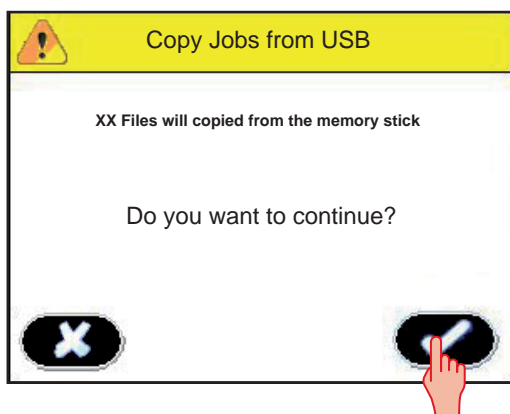 Copy Jobs from USB
XX Files will copied from the memory stick
Do you want to continue?